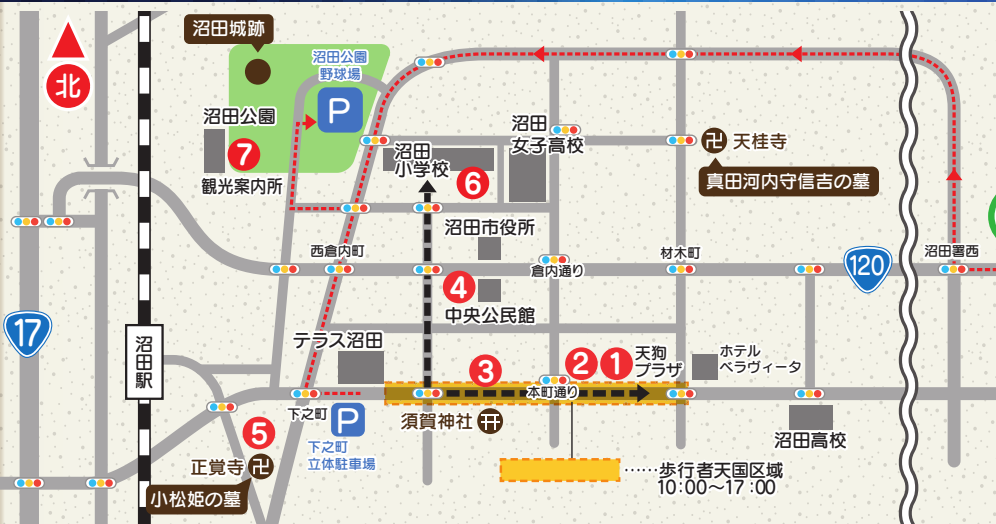 北
沼田城跡
沼田公園
野球場
P
沼田公園
7
観光案内所
沼田
小学校
6
沼田
女子高校
卍
天桂寺
真田河内守信吉の墓
沼田市役所
西倉内町
倉内通り
材木町
120
沼田署西
4
中央公民館
17
沼田駅
テラス沼田
3
2
1
天狗
プラザ
ホテル
ベラヴィータ
本町通り
下之町
P
下之町
立体駐車場
須賀神社
沼田高校
5
正覚寺
卍
小松姫の墓
……歩行者天国区域
10:00〜17:00